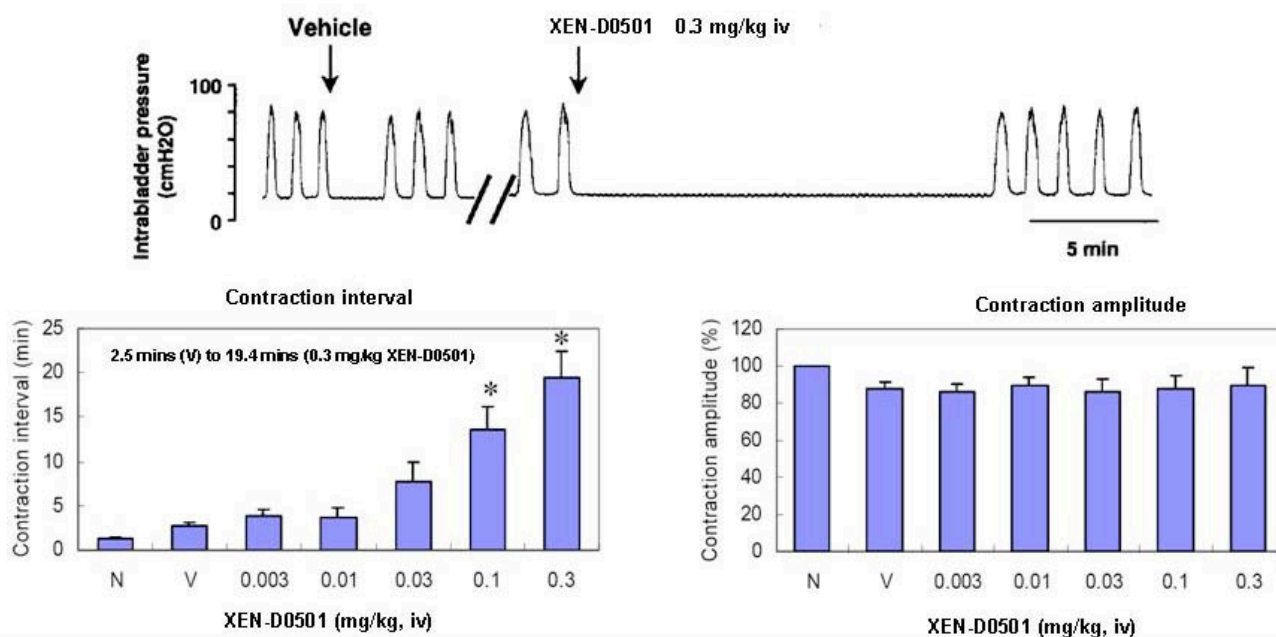 Vehicle
XEN-D0501 0.3 mg/kg iv
100
0
Intrabladder pressure
(cmH2O)
5 min
Contraction interval
25
20
15
10
5
0
Contraction interval (min)
2.5 mins (V) to 19.4 mins (0.3 mg/kg XEN-D0501)
*
*
N V 0.003 0.01 0.03 0.1 0.3
XEN-D0501 (mg/kg, iv)
Contraction amplitude
120
100
80
60
40
20
0
Contraction amplitude (%)
N V 0.003 0.01 0.03 0.1 0.3
XEN-D0501 (mg/kg, iv)